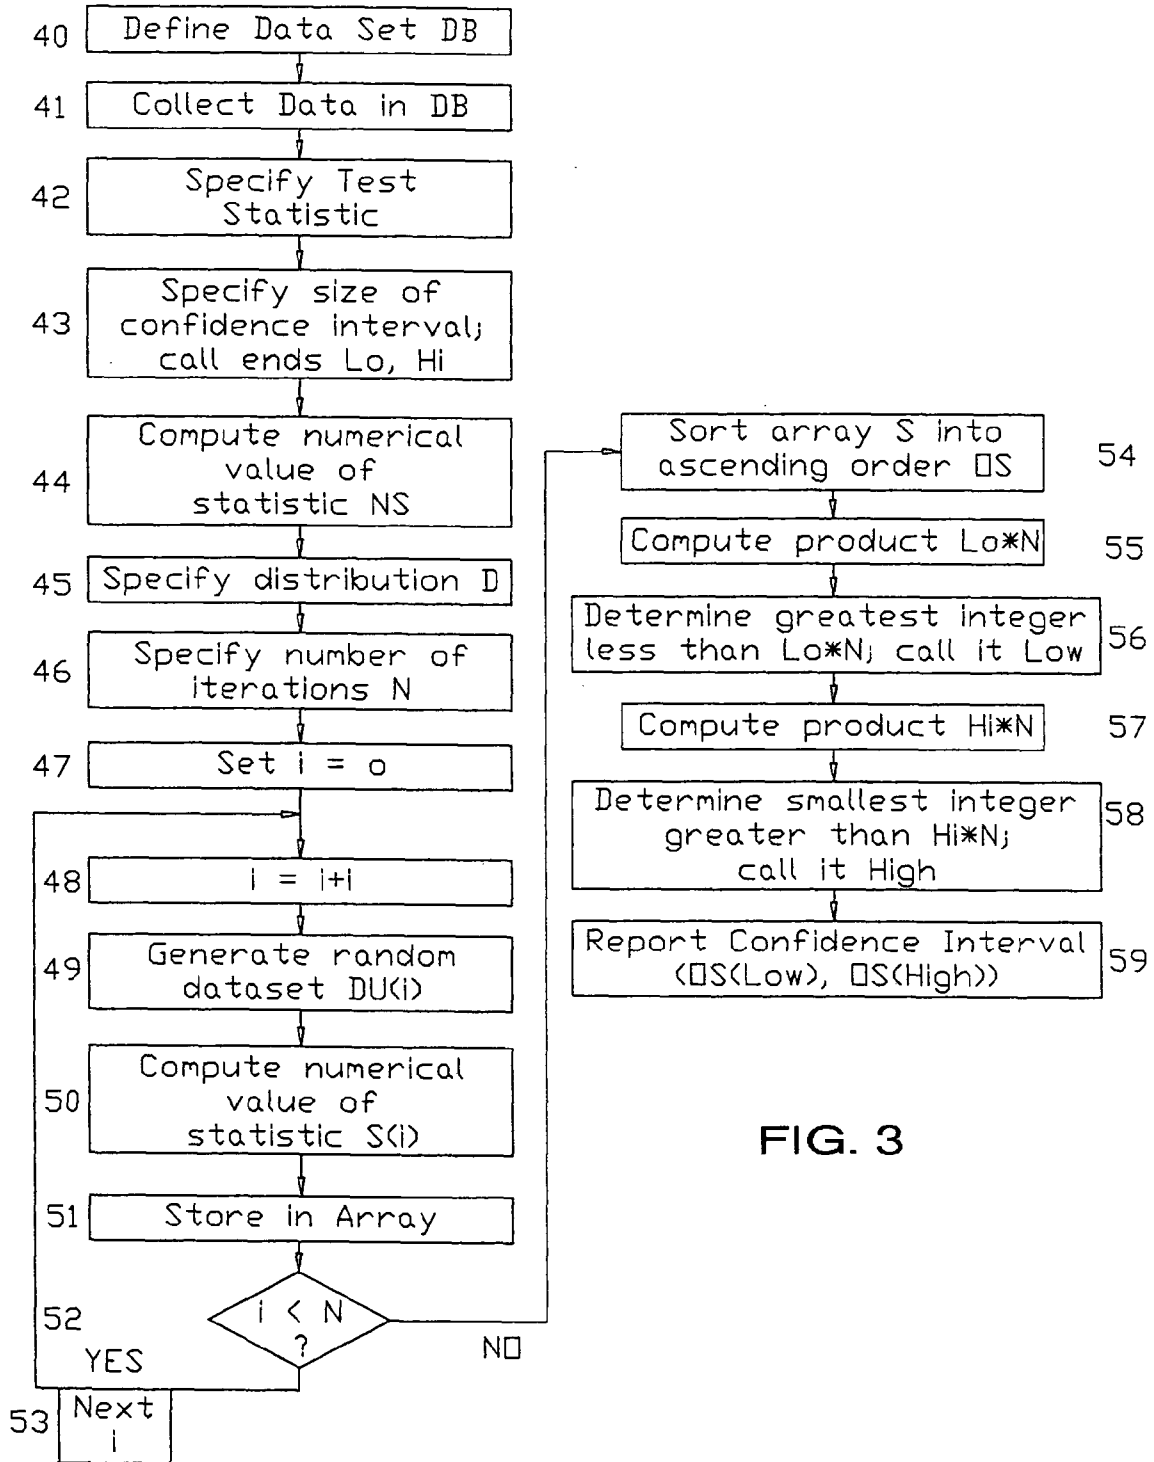 40 Define Data Set DB
41 Collect Data in DB
42 Specify Test
Statistic
43 Specify size of
confidence interval;
call ends Lo, Hi
44 Compute numerical
value of
statistic NS
45 Specify distribution D
46 Specify number of
iterations N
47 Set i = o
48 i = i+i
49 Generate random
dataset DU(i)
50 Compute numerical
value of
statistic S(i)
51 Store in Array
52 i < N
?
YES
NO
53 Next
i
Sort array S into 54
ascending order OS
Compute product Lo*N 55
Determine greatest integer 56
less than Lo*N; call it Low
Compute product Hi*N 57
Determine smallest integer 58
greater than Hi*N;
call it High
Report Confidence Interval 59
(OS(Low), OS(High))
FIG. 3